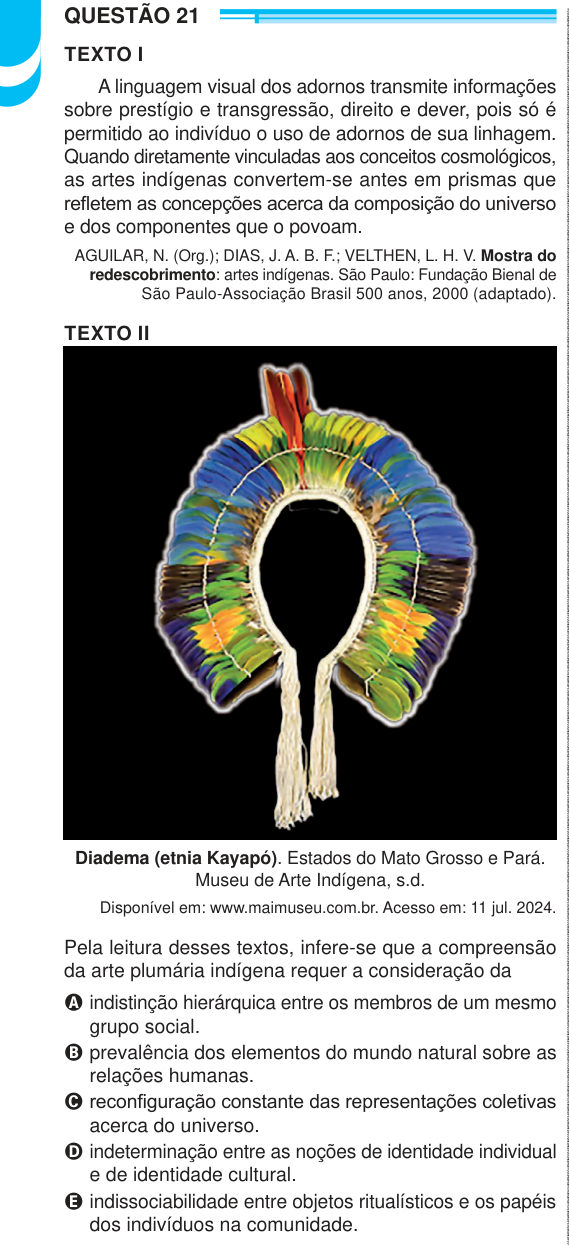 QUESTÃO 21
TEXTO I
A linguagem visual dos adornos transmite informações
sobre prestígio e transgressão, direito e dever, pois só é
permitido ao indivíduo o uso de adornos de sua linhagem.
Quando diretamente vinculadas aos conceitos cosmológicos,
as artes indígenas convertem-se antes em prismas que
refletem as concepções acerca da composição do universo
e dos componentes que o povoam.
AGUILAR, N. (Org.); DIAS, J. A. B. F.; VELTHEN, L. H. V. Mostra do
redescobrimento: artes indígenas. São Paulo: Fundação Bienal de
São Paulo-Associação Brasil 500 anos, 2000 (adaptado).
TEXTO II
Diadema (etnia Kayapó). Estados do Mato Grosso e Pará.
Museu de Arte Indígena, s.d.
Disponível em: www.maimuseu.com.br. Acesso em: 11 jul. 2024.
Pela leitura desses textos, infere-se que a compreensão
da arte plumária indígena requer a consideração da
A indistinção hierárquica entre os membros de um mesmo
grupo social.
B prevalência dos elementos do mundo natural sobre as
relações humanas.
C reconfiguração constante das representações coletivas
acerca do universo.
D indeterminação entre as noções de identidade individual
e de identidade cultural.
E indissociabilidade entre objetos ritualísticos e os papéis
dos indivíduos na comunidade.